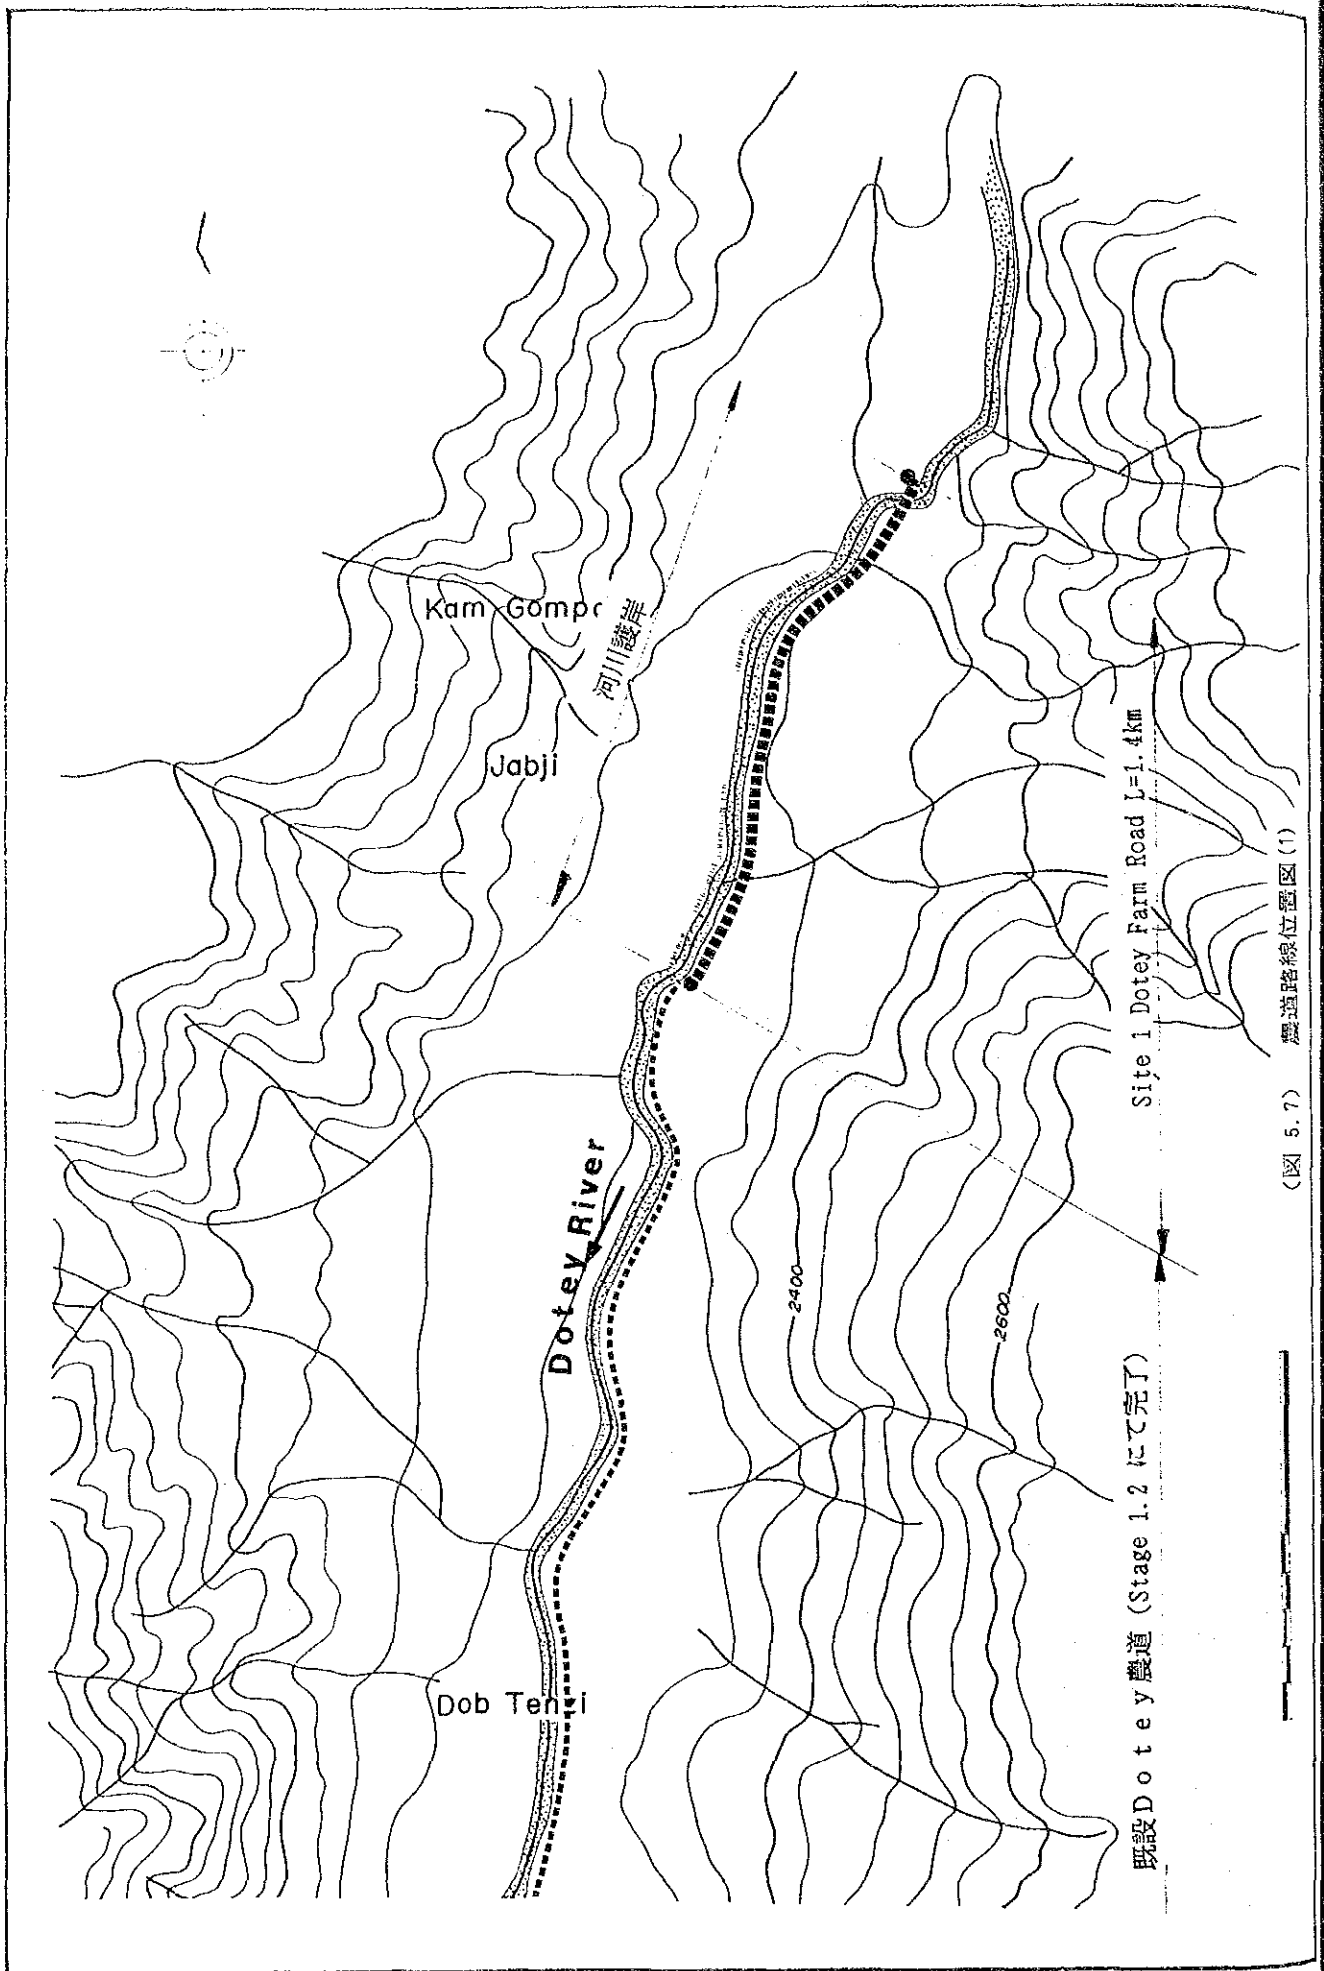 Kam Gomp
河川護岸
Jabji
Dotey River
Dob Ten
2400
2600
Site 1 Dotey Farm Road L=1.4km
既設Dotey農道 (Stage 1.2 にて完了)
(図 5.7) 農道路線位置図(1)